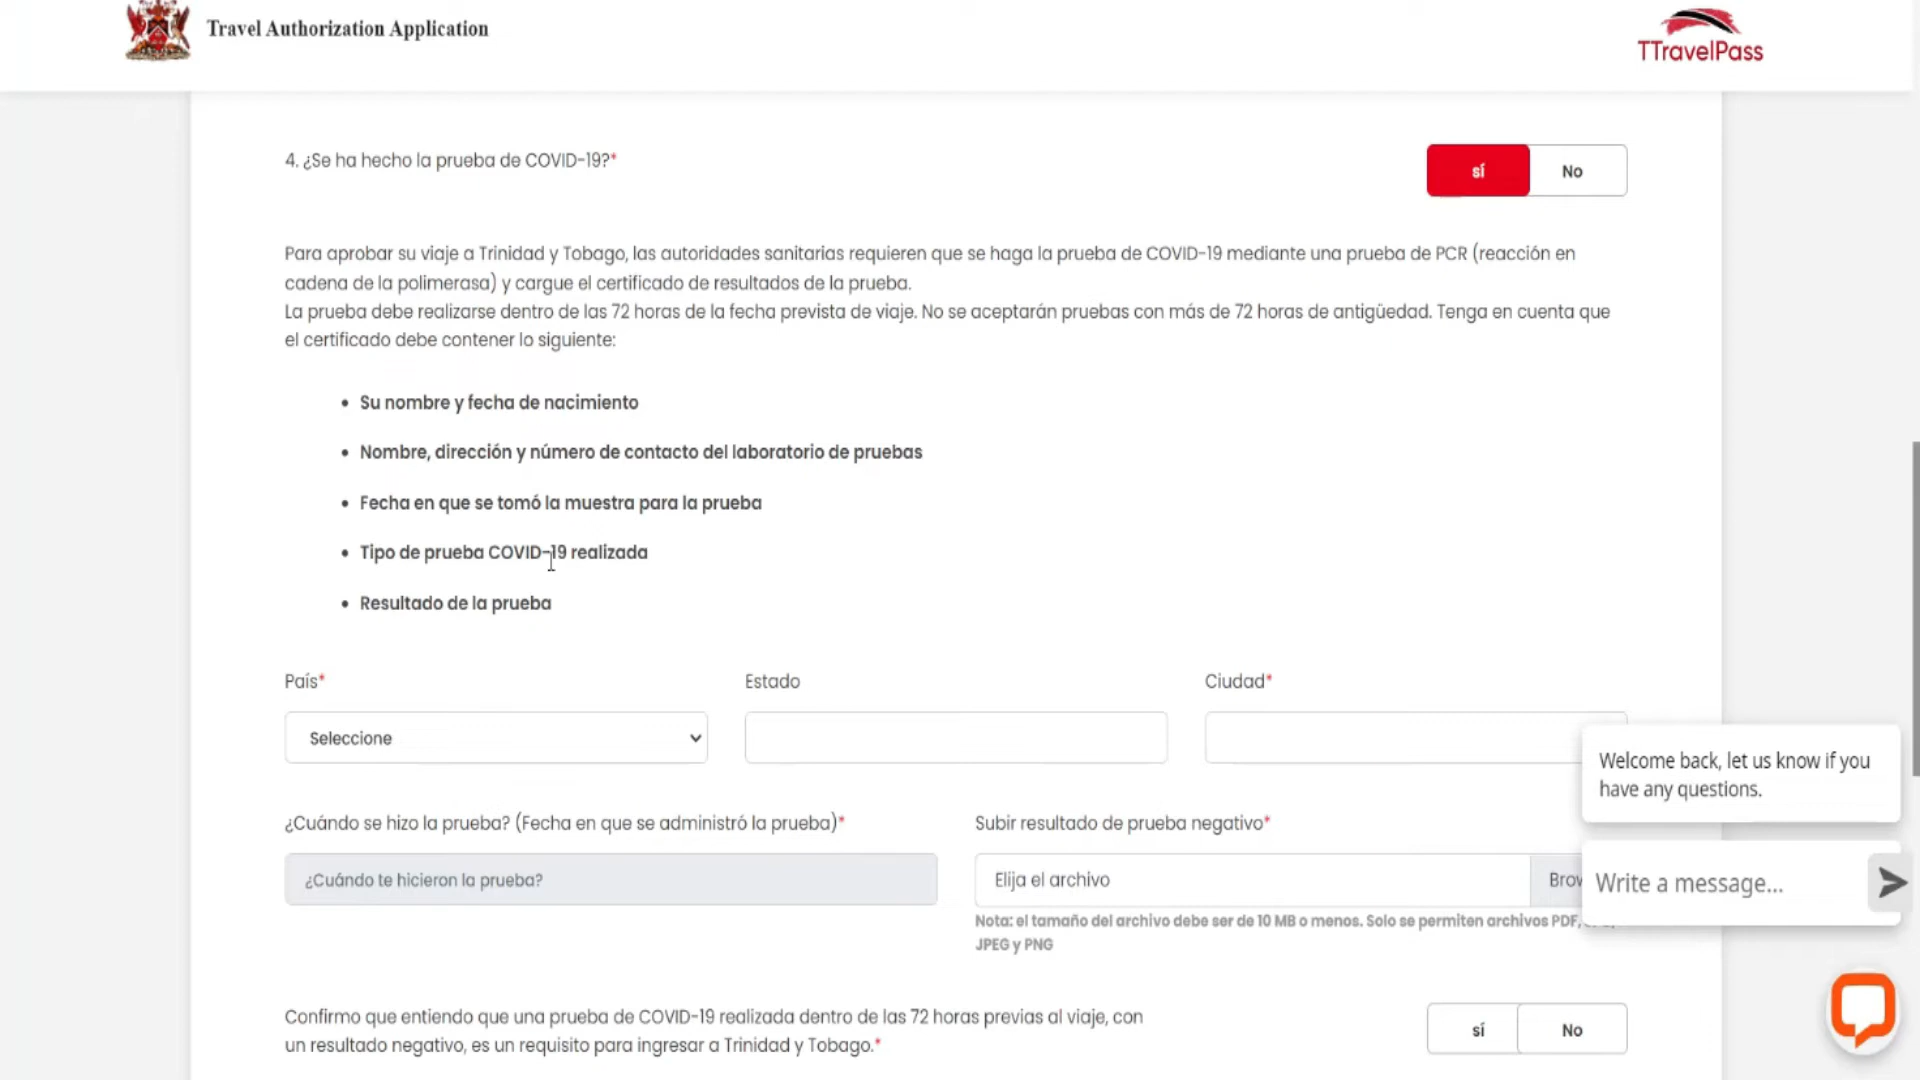 Travel Authorization Application
TTravelPass
4. ¿Se ha hecho la prueba de COVID-19?*
sí
No
Para aprobar su viaje a Trinidad y Tobago, las autoridades sanitarias requieren que se haga la prueba de COVID-19 mediante una prueba de PCR (reacción en
cadena de la polimerasa) y cargue el certificado de resultados de la prueba.
La prueba debe realizarse dentro de las 72 horas de la fecha prevista de viaje. No se aceptarán pruebas con más de 72 horas de antigüedad. Tenga en cuenta que
el certificado debe contener lo siguiente:
• Su nombre y fecha de nacimiento
• Nombre, dirección y número de contacto del laboratorio de pruebas
• Fecha en que se tomó la muestra para la prueba
• Tipo de prueba COVID-19 realizada
• Resultado de la prueba
País*
Estado
Ciudad*
Seleccione
Welcome back, let us know if you
have any questions.
¿Cuándo se hizo la prueba? (Fecha en que se administró la prueba)*
Subir resultado de prueba negativo*
¿Cuándo te hicieron la prueba?
Elija el archivo
Write a message...
Nota: el tamaño del archivo debe ser de 10 MB o menos. Solo se permiten archivos PDF,
JPEG y PNG
Confirmo que entiendo que una prueba de COVID-19 realizada dentro de las 72 horas previas al viaje, con
un resultado negativo, es un requisito para ingresar a Trinidad y Tobago.*
sí
No